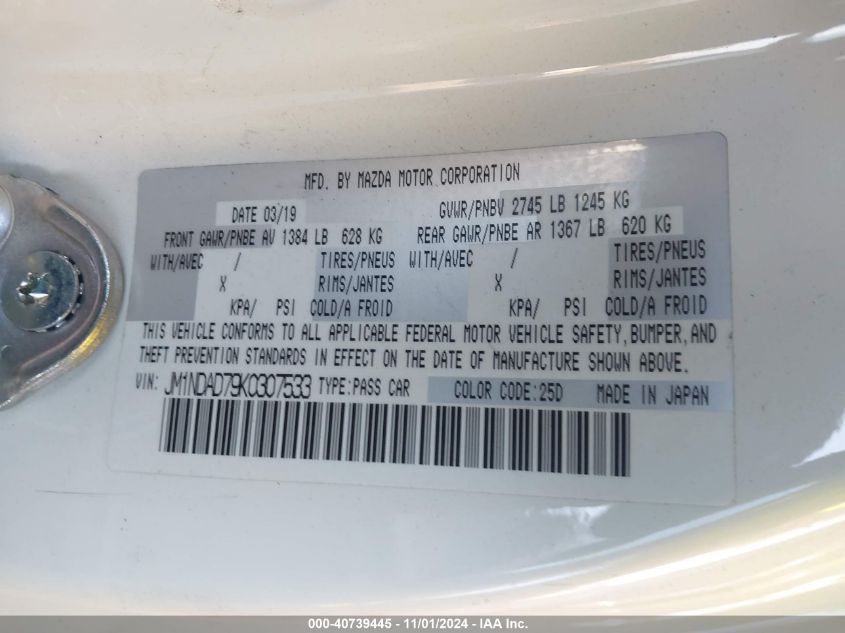 MFD. BY MAZDA MOTOR CORPORATION
DATE 03/19 GVWR/PNBV 2745 LB 1245 KG
FRONT GAWR/PNBE AV 1384 LB 628 KG REAR GAWR/PNBE AR 1367 LB 620 KG
WITH/AVEC / TIRES/PNEUS WITH/AVEC / TIRES/PNEUS
X RIMS/JANTES X RIMS/JANTES
KPA/ PSI COLD/A FROID KPA/ PSI COLD/A FROID
THIS VEHICLE CONFORMS TO ALL APPLICABLE FEDERAL MOTOR VEHICLE SAFETY, BUMPER, AND
THEFT PREVENTION STANDARDS IN EFFECT ON THE DATE OF MANUFACTURE SHOWN ABOVE.
VIN: JM1NDAD79K0307533 TYPE:PASS CAR COLOR CODE:25D MADE IN JAPAN
000-40739445 - 11/01/2024 - IAA Inc.